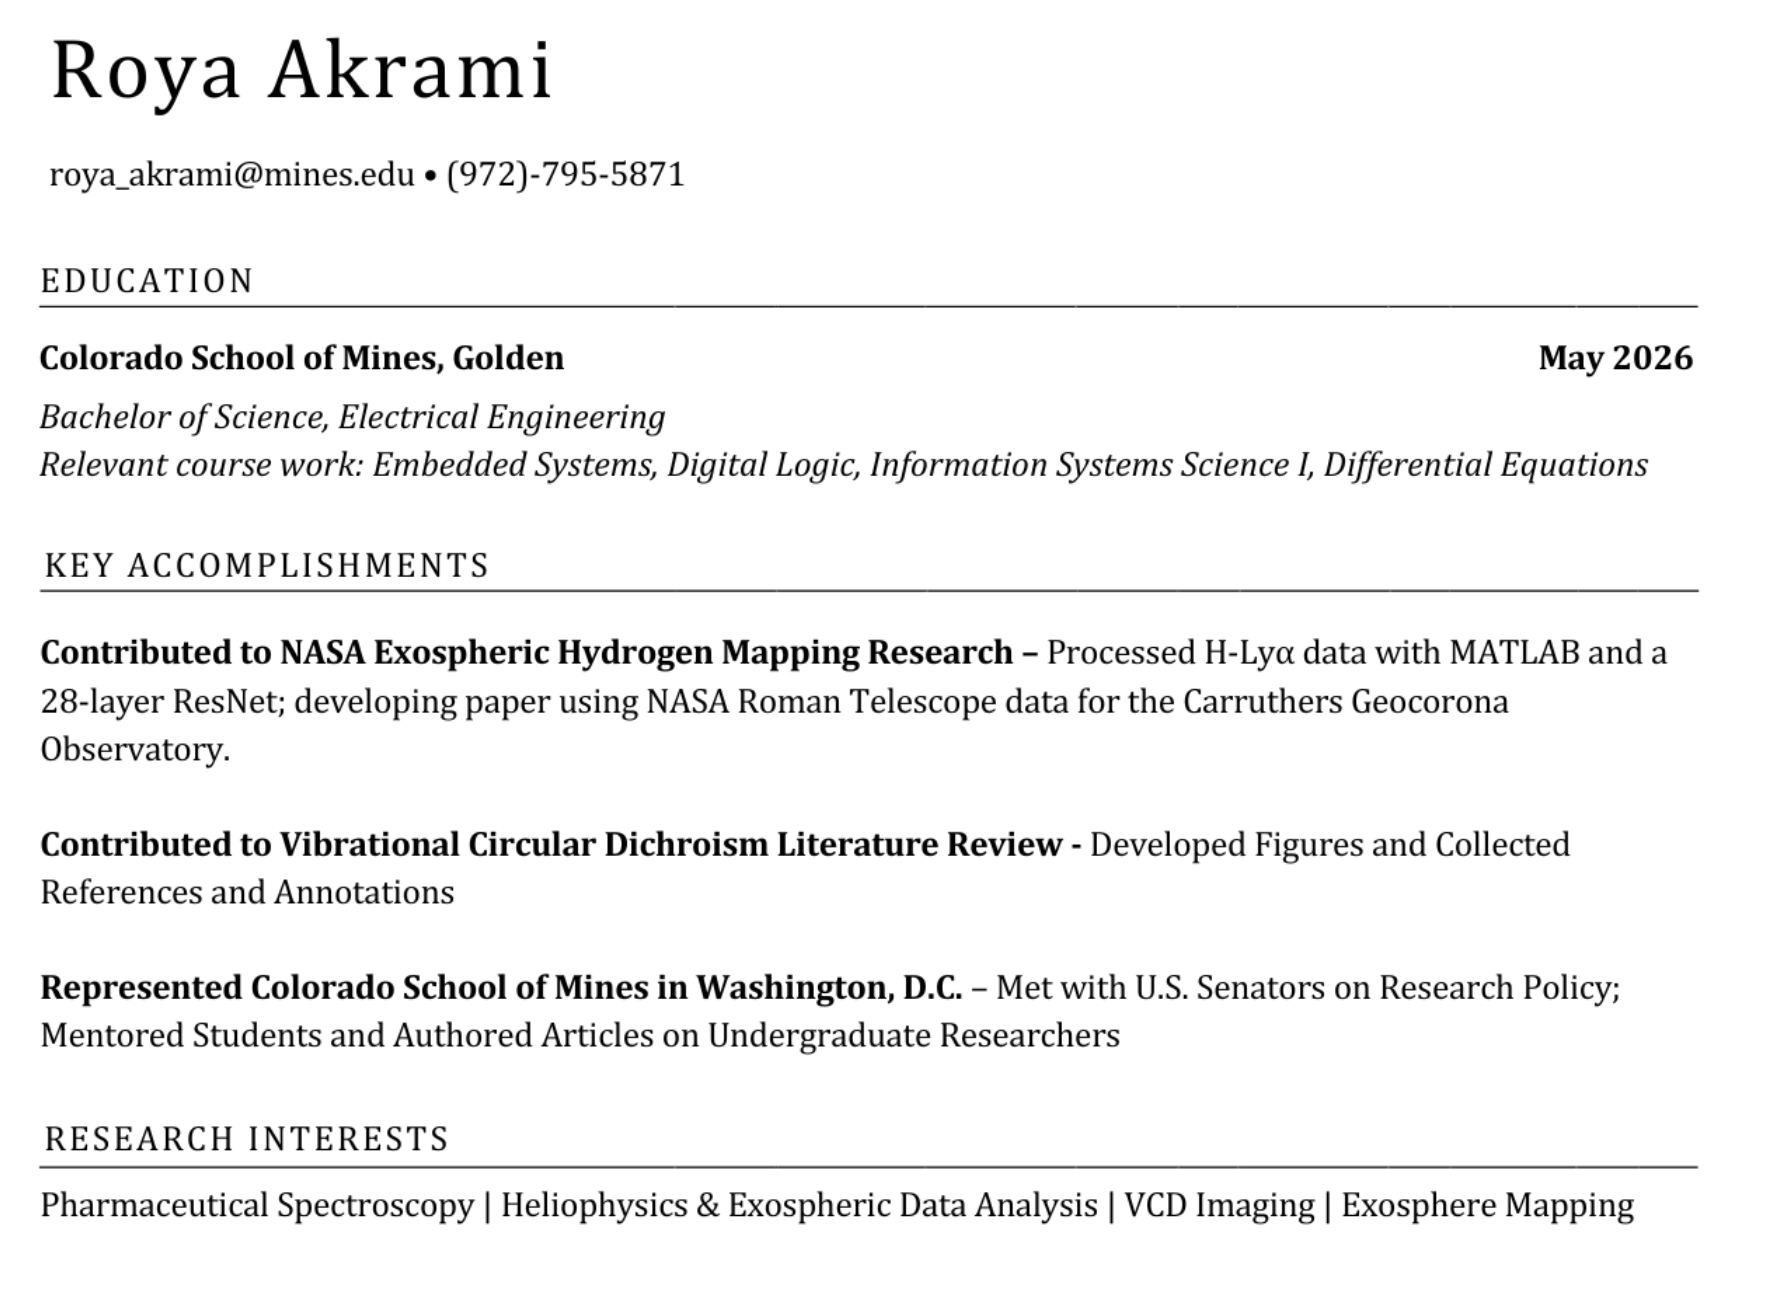 Roya Akrami
roya_akrami@mines.edu • (972)-795-5871
EDUCATION
Colorado School of Mines, Golden May 2026
Bachelor of Science, Electrical Engineering
Relevant course work: Embedded Systems, Digital Logic, Information Systems Science I, Differential Equations
KEY ACCOMPLISHMENTS
Contributed to NASA Exospheric Hydrogen Mapping Research – Processed H-Lyα data with MATLAB and a
28-layer ResNet; developing paper using NASA Roman Telescope data for the Carruthers Geocorona
Observatory.
Contributed to Vibrational Circular Dichroism Literature Review - Developed Figures and Collected
References and Annotations
Represented Colorado School of Mines in Washington, D.C. – Met with U.S. Senators on Research Policy;
Mentored Students and Authored Articles on Undergraduate Researchers
RESEARCH INTERESTS
Pharmaceutical Spectroscopy | Heliophysics & Exospheric Data Analysis | VCD Imaging | Exosphere Mapping